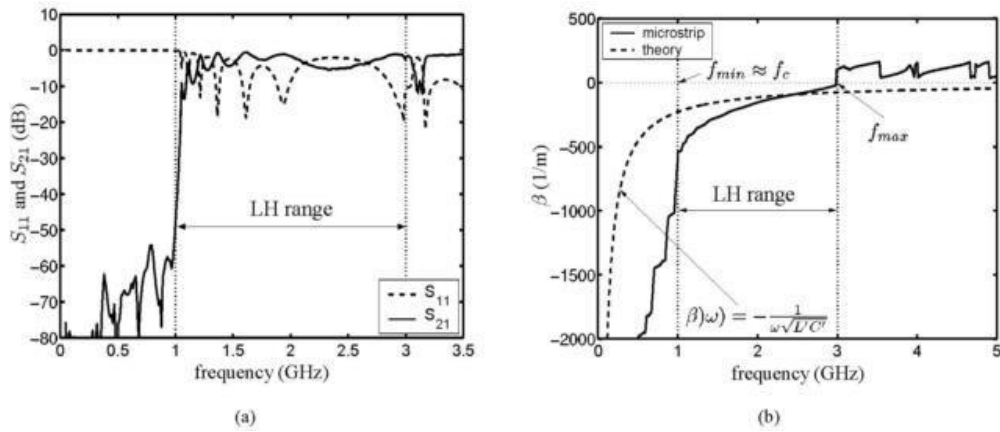 10
0
-10
-20
-30
-40
-50
-60
-70
-80
S11 and S21 (dB)
LH range
S11
S21
0 0.5 1 1.5 2 2.5 3 3.5
frequency (GHz)
(a)
500
0
-500
-1000
-1500
-2000
β (1/m)
microstrip
theory
fmin ≈ fc
fmax
LH range
β)ω) = - 1/ω√L'C'
0 1 2 3 4 5
frequency (GHz)
(b)